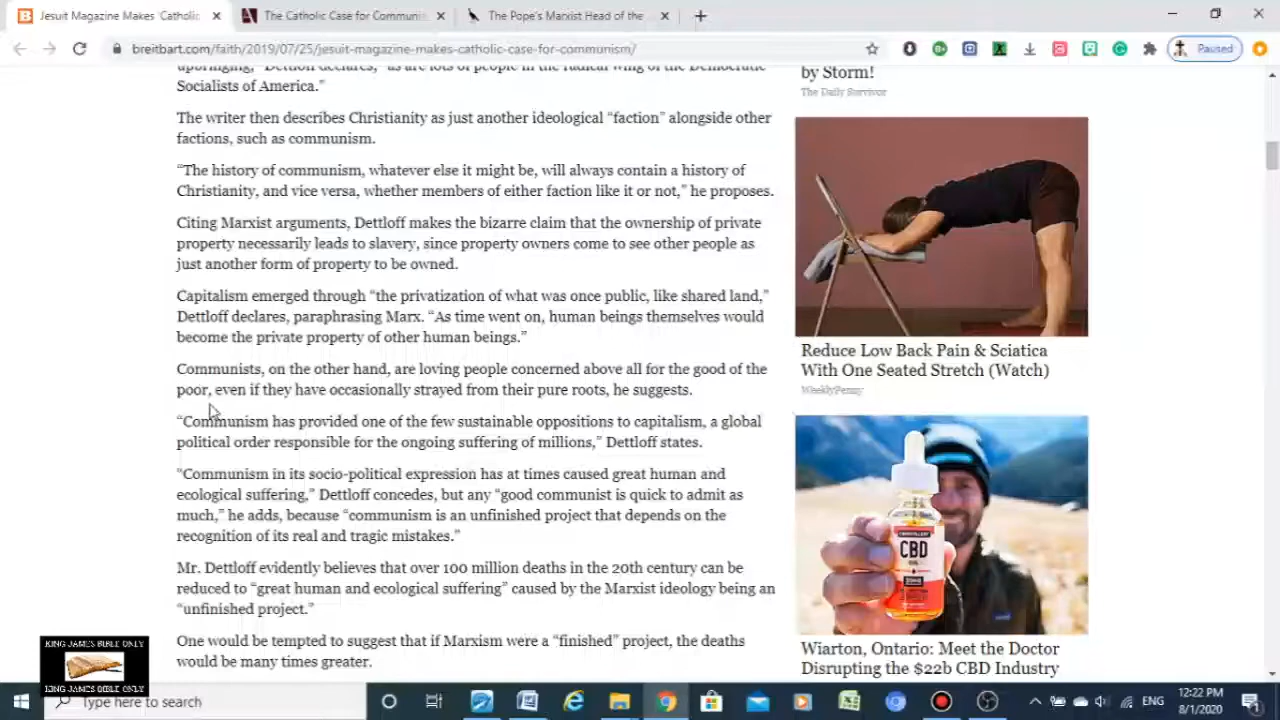 Jesuit Magazine Makes 'Catholic
The Catholic Case for Communis
The Pope's Marxist Head of the
breitbart.com/faith/2019/07/25/jesuit-magazine-makes-catholic-case-for-communism/
Paused
upbringing," Dettloff declares, "as are lots of people in the radical wing of the Democratic
Socialists of America."
The writer then describes Christianity as just another ideological "faction" alongside other
factions, such as communism.
"The history of communism, whatever else it might be, will always contain a history of
Christianity, and vice versa, whether members of either faction like it or not," he proposes.
Citing Marxist arguments, Dettloff makes the bizarre claim that the ownership of private
property necessarily leads to slavery, since property owners come to see other people as
just another form of property to be owned.
Capitalism emerged through "the privatization of what was once public, like shared land,"
Dettloff declares, paraphrasing Marx. "As time went on, human beings themselves would
become the private property of other human beings."
Communists, on the other hand, are loving people concerned above all for the good of the
poor, even if they have occasionally strayed from their pure roots, he suggests.
"Communism has provided one of the few sustainable oppositions to capitalism, a global
political order responsible for the ongoing suffering of millions," Dettloff states.
"Communism in its socio-political expression has at times caused great human and
ecological suffering," Dettloff concedes, but any "good communist is quick to admit as
much," he adds, because "communism is an unfinished project that depends on the
recognition of its real and tragic mistakes."
Mr. Dettloff evidently believes that over 100 million deaths in the 20th century can be
reduced to "great human and ecological suffering" caused by the Marxist ideology being an
"unfinished project."
One would be tempted to suggest that if Marxism were a "finished" project, the deaths
would be many times greater.
by Storm!
The Daily Survivor
Reduce Low Back Pain & Sciatica
With One Seated Stretch (Watch)
WeeklyPenny
CBD
Wiarton, Ontario: Meet the Doctor
Disrupting the $22b CBD Industry
KING JAMES BIBLE ONLY
KING JAMES BIBLE ONLY
Type here to search
ENG
12:22 PM
8/1/2020